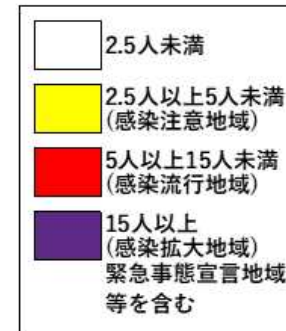 2.5人未満
2.5人以上5人未満
(感染注意地域)
5人以上15人未満
(感染流行地域)
15人以上
(感染拡大地域)
緊急事態宣言地域
等を含む